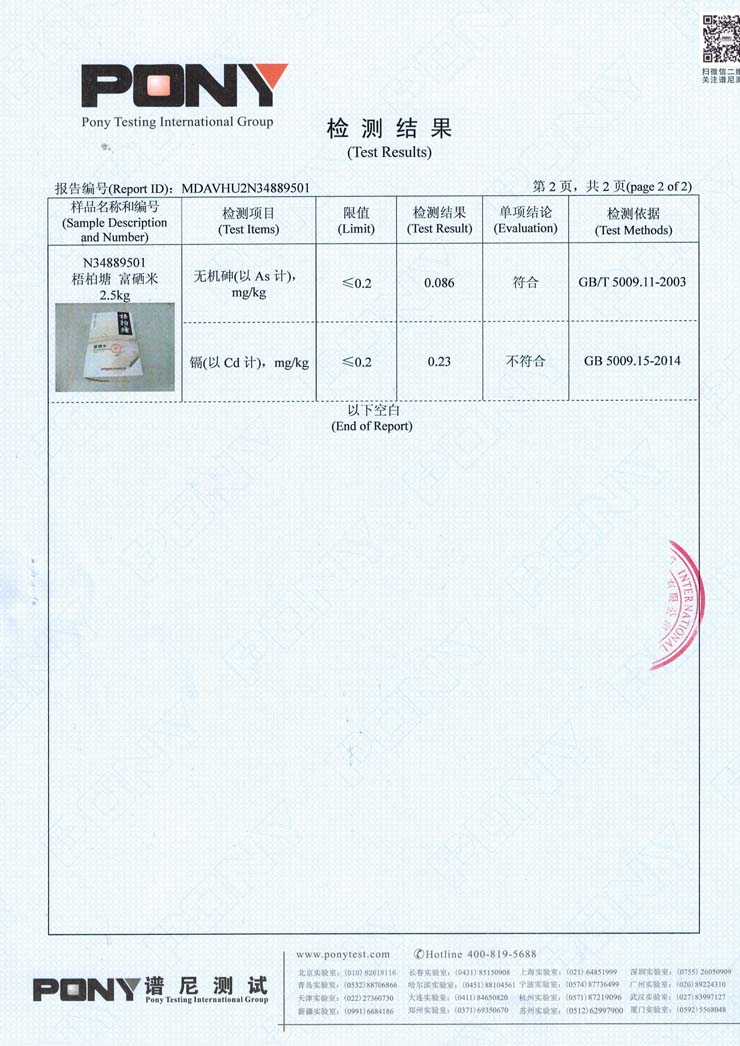 扫微信二维
关注谱尼测
PONY
Pony Testing International Group
检测结果
(Test Results)
报告编号(Report ID)：MDAVHU2N34889501
第 2 页，共 2 页(page 2 of 2)
样品名称和编号
(Sample Description
and Number)
检测项目
(Test Items)
限值
(Limit)
检测结果
(Test Result)
单项结论
(Evaluation)
检测依据
(Test Methods)
N34889501
梧柏塘 富硒米
2.5kg
无机砷(以 As 计)，
mg/kg
≤0.2
0.086
符合
GB/T 5009.11-2003
镉(以 Cd 计)，mg/kg
≤0.2
0.23
不符合
GB 5009.15-2014
以下空白
(End of Report)
INTERNATIONAL
有限公司
www.ponytest.com
Hotline 400-819-5688
PONY谱尼测试
Pony Testing International Group
北京实验室：(010) 82618116 长春实验室：(0431) 85150908 上海实验室：(021) 64851999 深圳实验室：(0755) 26050909
青岛实验室：(0532) 88706866 哈尔滨实验室：(0451) 88104561 宁波实验室：(0574) 87736499 广州实验室：(020) 89224310
天津实验室：(022) 27360730 大连实验室：(0411) 84650820 杭州实验室：(0571) 87219096 武汉实验室：(027) 83997127
新疆实验室：(0991) 6684186 郑州实验室：(0371) 69350670 苏州实验室：(0512) 62997900 厦门实验室：(0592) 5568048